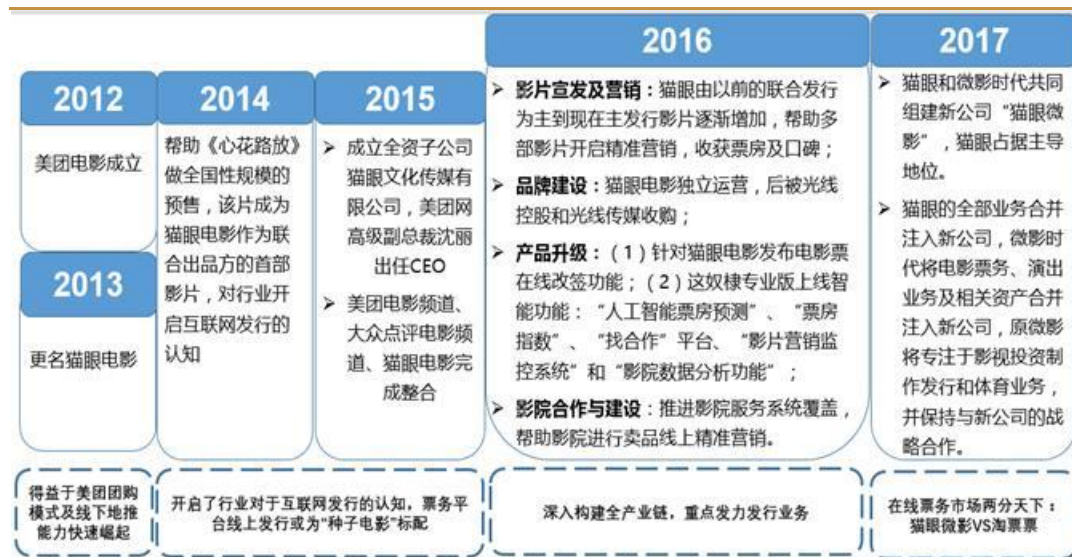 2012
美团电影成立
2013
更名猫眼电影
2014
帮助《心花路放》
做全国性规模的
预售，该片成为
猫眼电影作为联
合出品方的首部
影片，对行业开
启互联网发行的
认知
2015
➢ 成立全资子公司
猫眼文化传媒有
限公司，美团网
高级副总裁沈丽
出任CEO
➢ 美团电影频道、
大众点评电影频
道、猫眼电影完
成整合
2016
➢ 影片宣发及营销：猫眼由以前的联合发行
为主到现在主发行影片逐渐增加，帮助多
部影片开启精准营销，收获票房及口碑；
➢ 品牌建设：猫眼电影独立运营，后被光线
控股和光线传媒收购；
➢ 产品升级：（1）针对猫眼电影发布电影票
在线改签功能；（2）这奴隶专业版上线智
能功能：“人工智能票房预测”、“票房
指数”、“找合作”平台、“影片营销监
控系统”和“影院数据分析功能”；
➢ 影院合作与建设：推进影院服务系统覆盖，
帮助影院进行卖品线上精准营销。
2017
➢ 猫眼和微影时代共同
组建新公司“猫眼微
影”，猫眼占据主导
地位。
➢ 猫眼的全部业务合并
注入新公司，微影时
代将电影票务、演出
业务及相关资产合并
注入新公司，原微影
将专注于影视投资制
作发行和体育业务，
并保持与新公司的战
略合作。
得益于美团团购
模式及线下地推
能力快速崛起
开启了行业对于互联网发行的认知，票务平
台线上发行或为“种子电影”标配
深入构建全产业链，重点发力发行业务
在线票务市场两分天下：
猫眼微影VS淘票票